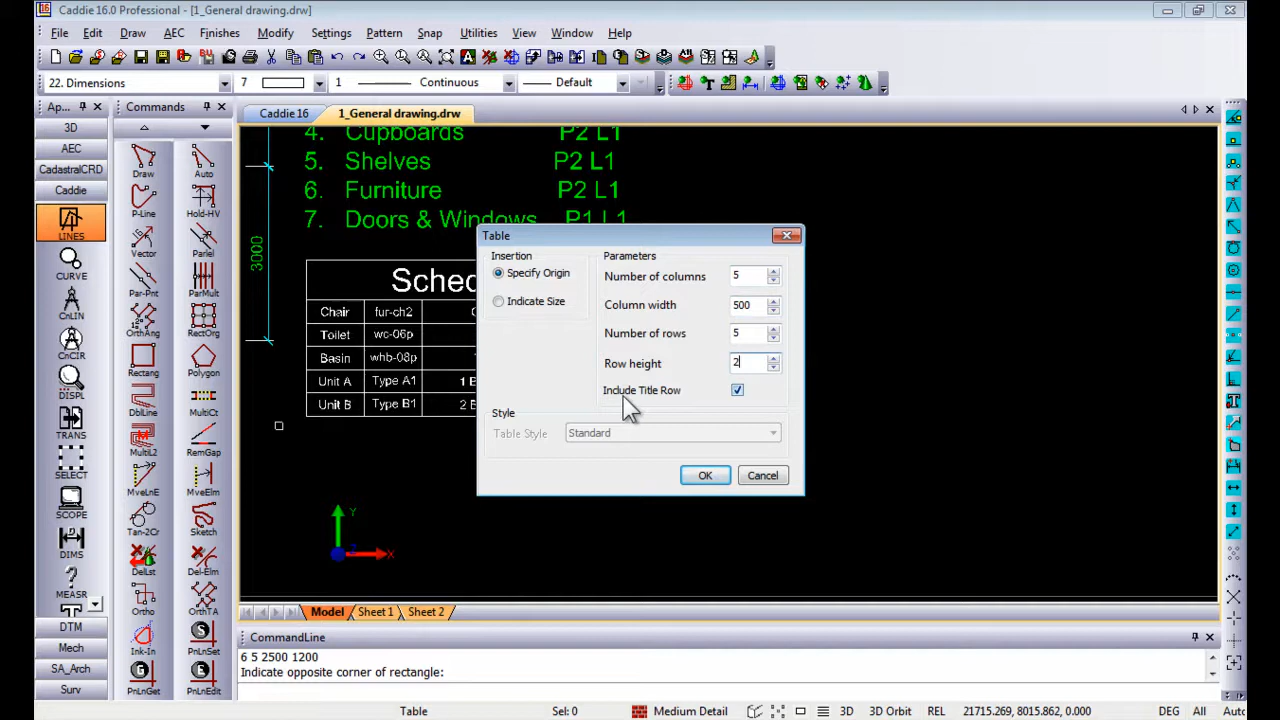 Caddie 16.0 Professional - [1_General drawing.drw]
File Edit Draw AEC Finishes Modify Settings Pattern Snap Utilities View Window Help
22. Dimensions 7 1 Continuous Default
Ap... Commands
Caddie 16 1_General drawing.drw
3D
AEC
CadastralCRD
Caddie
LINES
CURVE
CnLIN
CnCIR
DISPL
TRANS
SELECT
SCOPE
DIMS
MEASR
DTM
Mech
SA_Arch
Surv
Draw Auto
P-Line Hold-HV
Vector Parlel
Par-Pnt ParMult
OrthAng RectOrg
Rectang Polygon
DblLine MultiCt
MultiL2 RemGap
MveLnE MveElm
Tan-2Cr Sketch
DelLst Del-Elm
Ortho OrthTA
Ink-In PnLnSet
PnLnGet PnLnEdit
4. Cupboards P2 L1
5. Shelves P2 L1
6. Furniture P2 L1
7. Doors & Windows P1 L1
3000
Sched
Chair fur-ch2
Toilet wc-06p
Basin whb-08p
Unit A Type A1 1 B
Unit B Type B1 2 B
Y
X
Table
Insertion
Specify Origin
Indicate Size
Parameters
Number of columns 5
Column width 500
Number of rows 5
Row height 2
Include Title Row
Style
Table Style Standard
OK Cancel
Model Sheet 1 Sheet 2
CommandLine
6 5 2500 1200
Indicate opposite corner of rectangle:
Table Sel: 0 Medium Detail 3D 3D Orbit REL 21715.269, 8015.862, 0 DEG All Auto